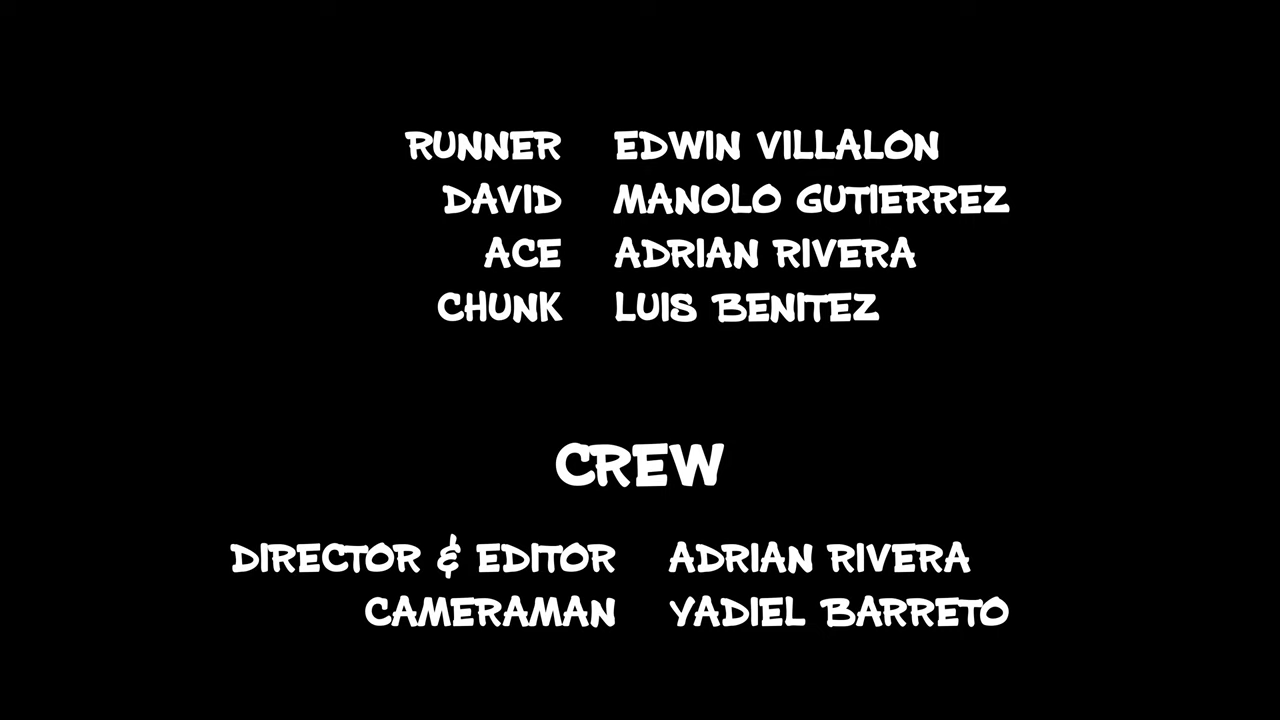 RUNNER EDWIN VILLALON
DAVID MANOLO GUTIERREZ
ACE ADRIAN RIVERA
CHUNK LUIS BENITEZ
CREW
DIRECTOR & EDITOR ADRIAN RIVERA
CAMERAMAN YADIEL BARRETO